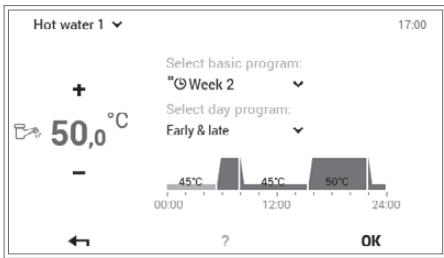 Hot water 1
17:00
Select basic program:
Week 2
+
Select day program:
50,0 °C
Early & late
−
45°C 45°C 50°C
00:00 12:00 24:00
? OK